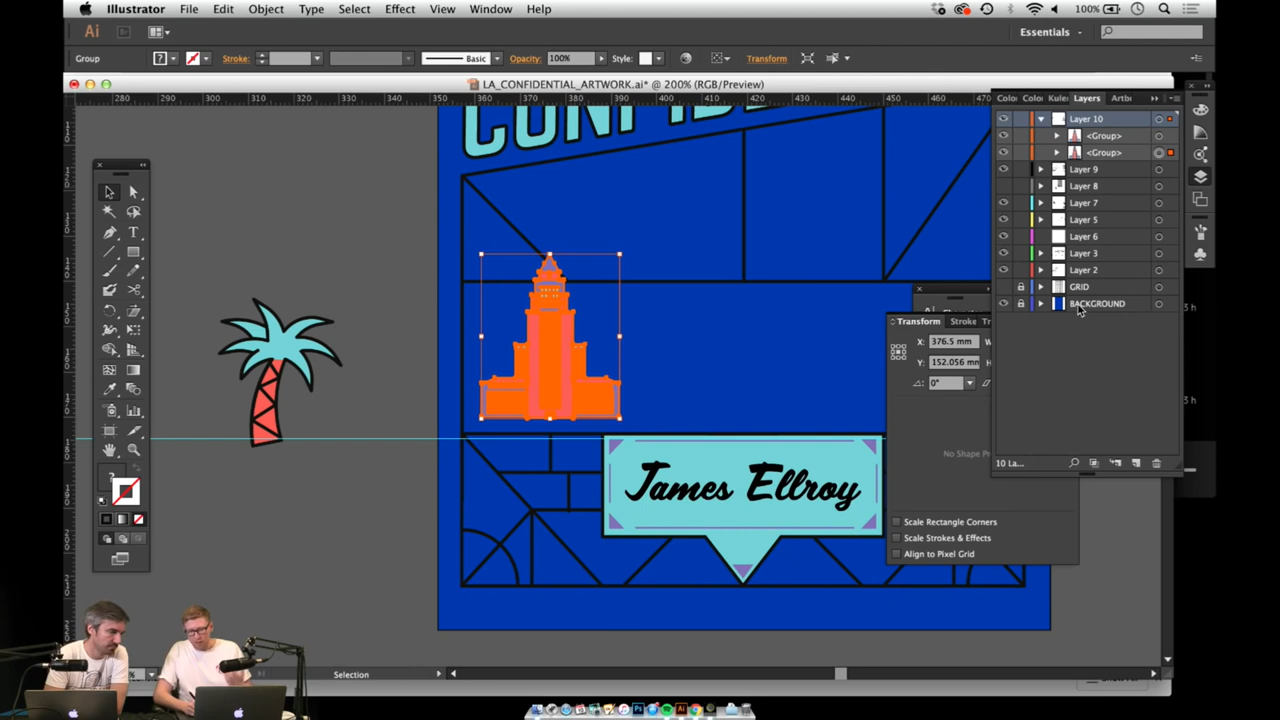 Illustrator File Edit Object Type Select Effect View Window Help
100%
Ai
Essentials
Group
?
Stroke:
Basic
Opacity:
100%
Style:
Transform
LA_CONFIDENTIAL_ARTWORK.ai* @ 200% (RGB/Preview)
280 290 300 310 320 330 340 350 360 370 380 390 400 410 420 430 440 450 460 470
Layers
Layer 10
<Group>
<Group>
Layer 9
Layer 8
Layer 7
Layer 5
Layer 6
Layer 3
Layer 2
GRID
BACKGROUND
10 La...
CONFIDE
Transform Stroke Tr
X: 376.5 mm W
Y: 152.056 mm H
0°
No Shape Pr
Scale Rectangle Corners
Scale Strokes & Effects
Align to Pixel Grid
James Ellroy
Selection